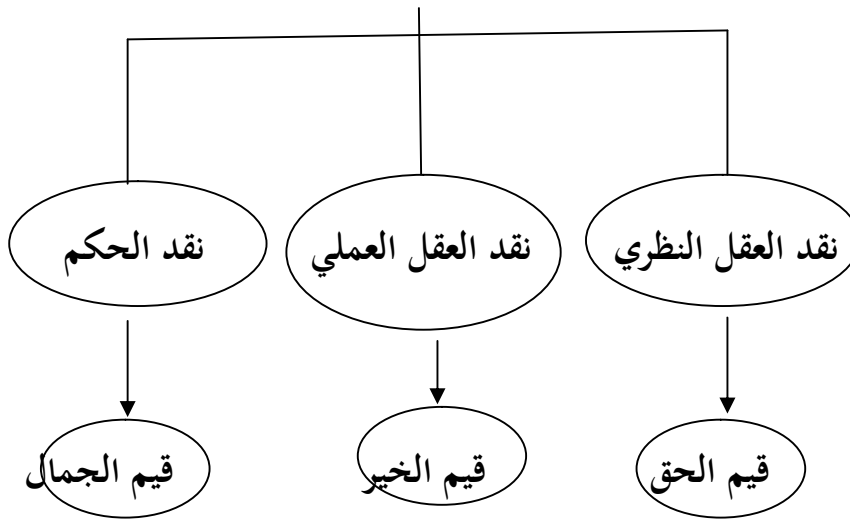 نقد العقل النظري
نقد العقل العملي
نقد الحكم
قيم الحق
قيم الخير
قيم الجمال